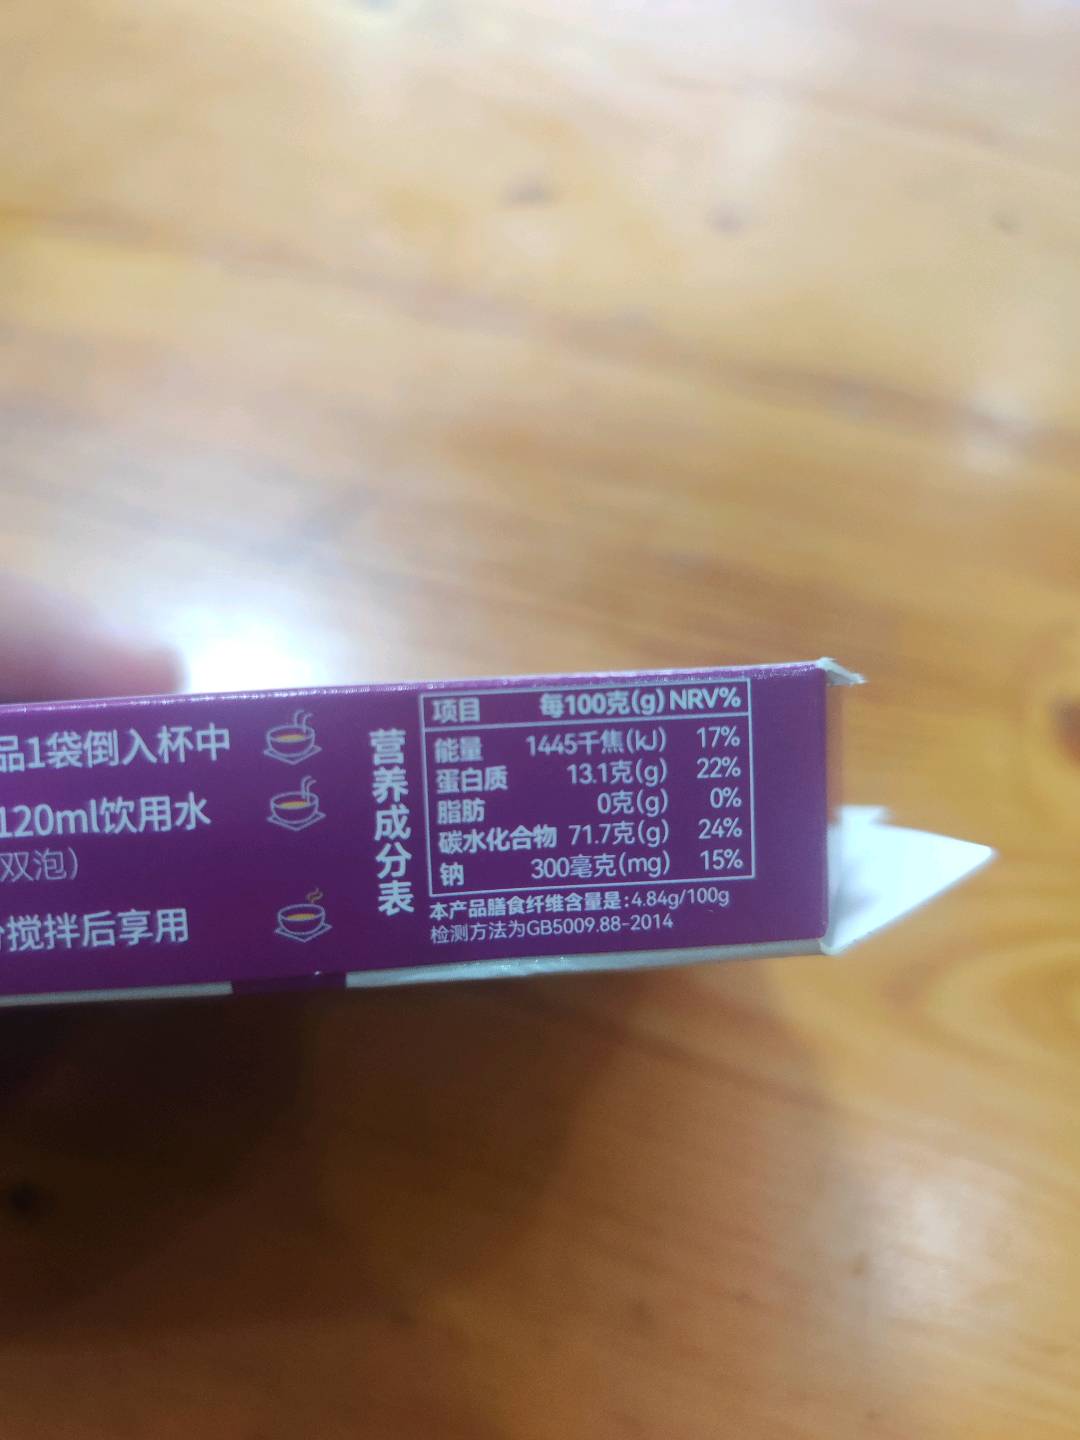 品1袋倒入杯中
120ml饮用水
双泡）
搅拌后享用
营养成分表
项目 每100克(g) NRV%
能量 1445千焦(kJ) 17%
蛋白质 13.1克(g) 22%
脂肪 0克(g) 0%
碳水化合物 71.7克(g) 24%
钠 300毫克(mg) 15%
本产品膳食纤维含量是:4.84g/100g
检测方法为GB5009.88-2014